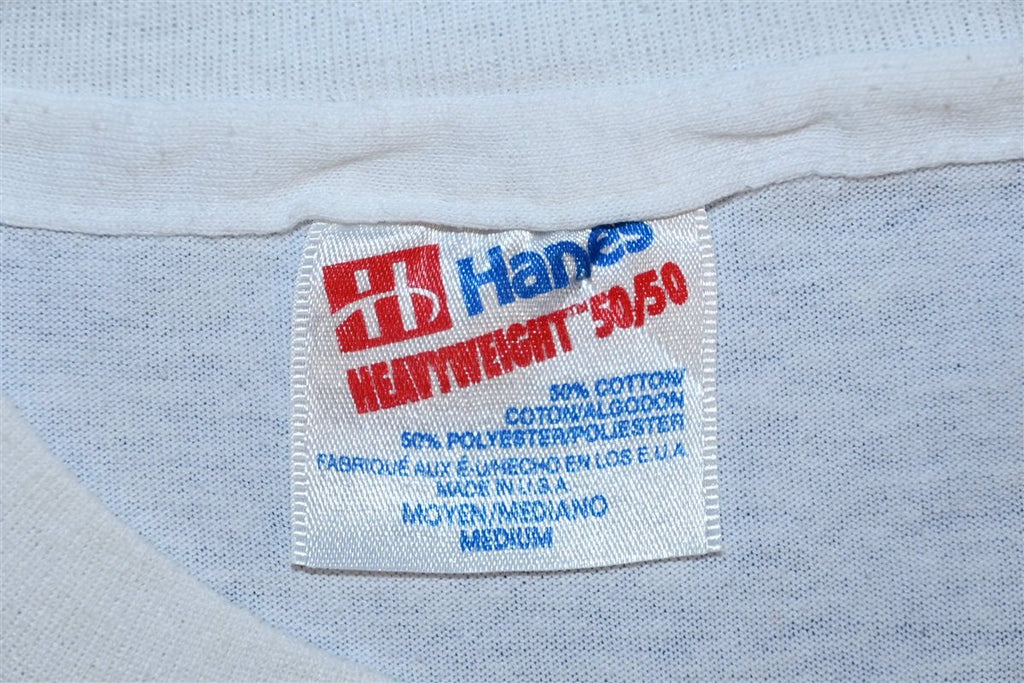 Hanes
HEAVYWEIGHT™ 50/50
50% COTTON/
COTON/ALGODON
50% POLYESTER/POLIESTER
FABRIQUÉ AUX É-U/HECHO EN LOS E.U.A.
MADE IN U.S.A.
MOYEN/MEDIANO
MEDIUM